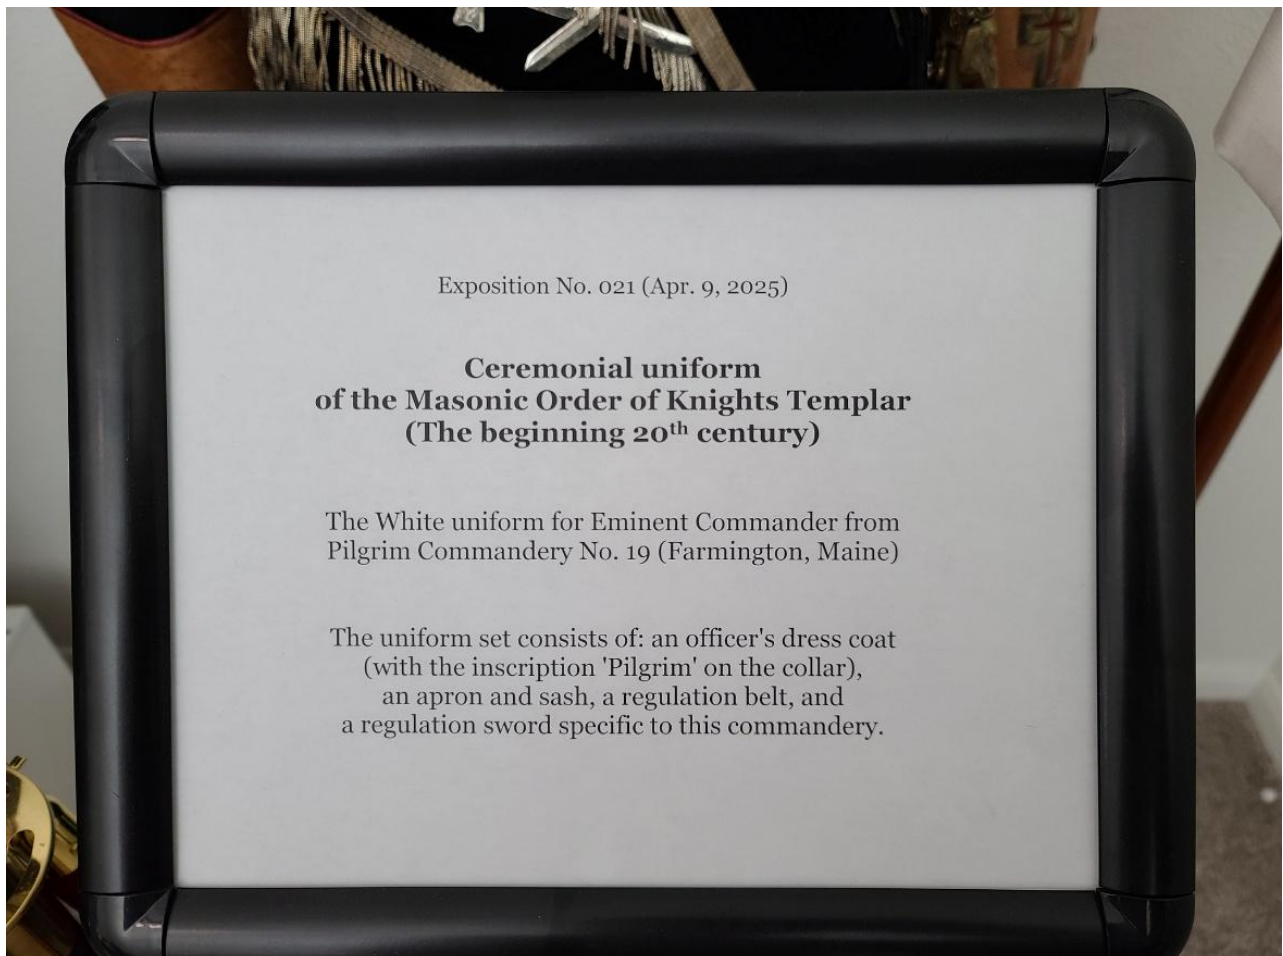 Exposition No. 021 (Apr. 9, 2025)
Ceremonial uniform
of the Masonic Order of Knights Templar
(The beginning 20th century)
The White uniform for Eminent Commander from
Pilgrim Commandery No. 19 (Farmington, Maine)
The uniform set consists of: an officer's dress coat
(with the inscription 'Pilgrim' on the collar),
an apron and sash, a regulation belt, and
a regulation sword specific to this commandery.